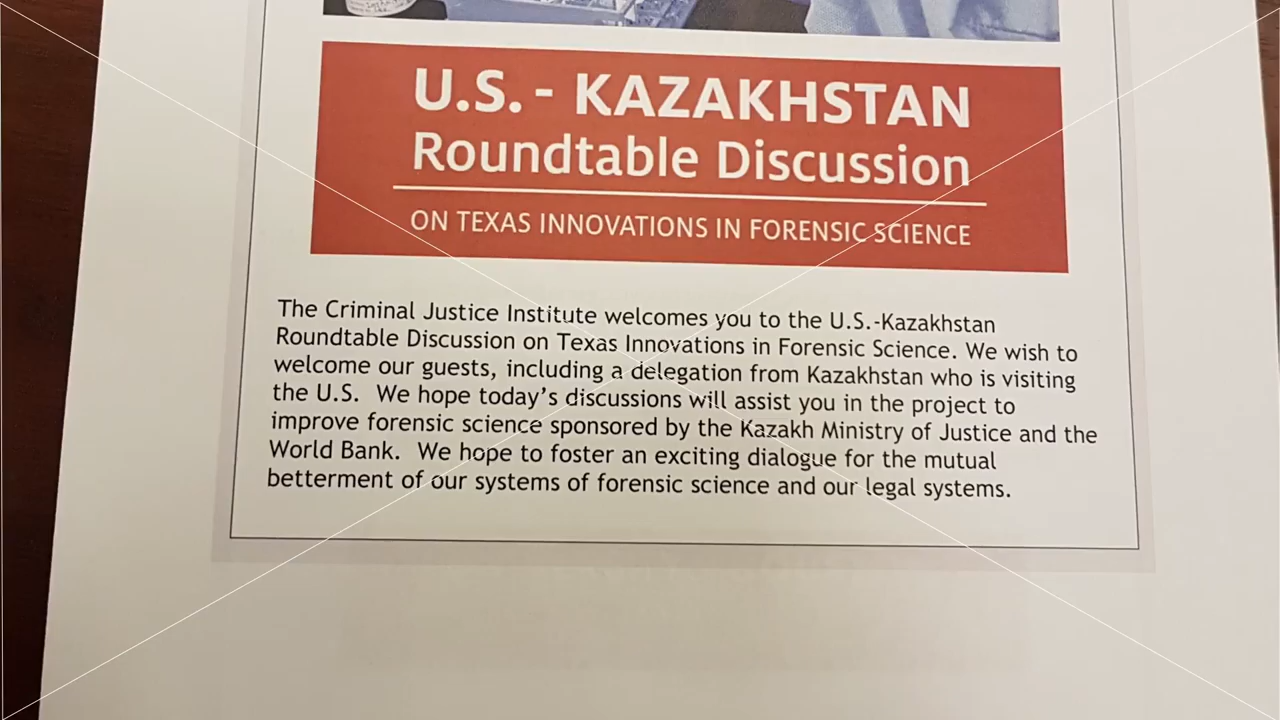 U.S. - KAZAKHSTAN
Roundtable Discussion
ON TEXAS INNOVATIONS IN FORENSIC SCIENCE
The Criminal Justice Institute welcomes you to the U.S.-Kazakhstan
Roundtable Discussion on Texas Innovations in Forensic Science. We wish to
welcome our guests, including a delegation from Kazakhstan who is visiting
the U.S.  We hope today's discussions will assist you in the project to
improve forensic science sponsored by the Kazakh Ministry of Justice and the
World Bank.  We hope to foster an exciting dialogue for the mutual
betterment of our systems of forensic science and our legal systems.